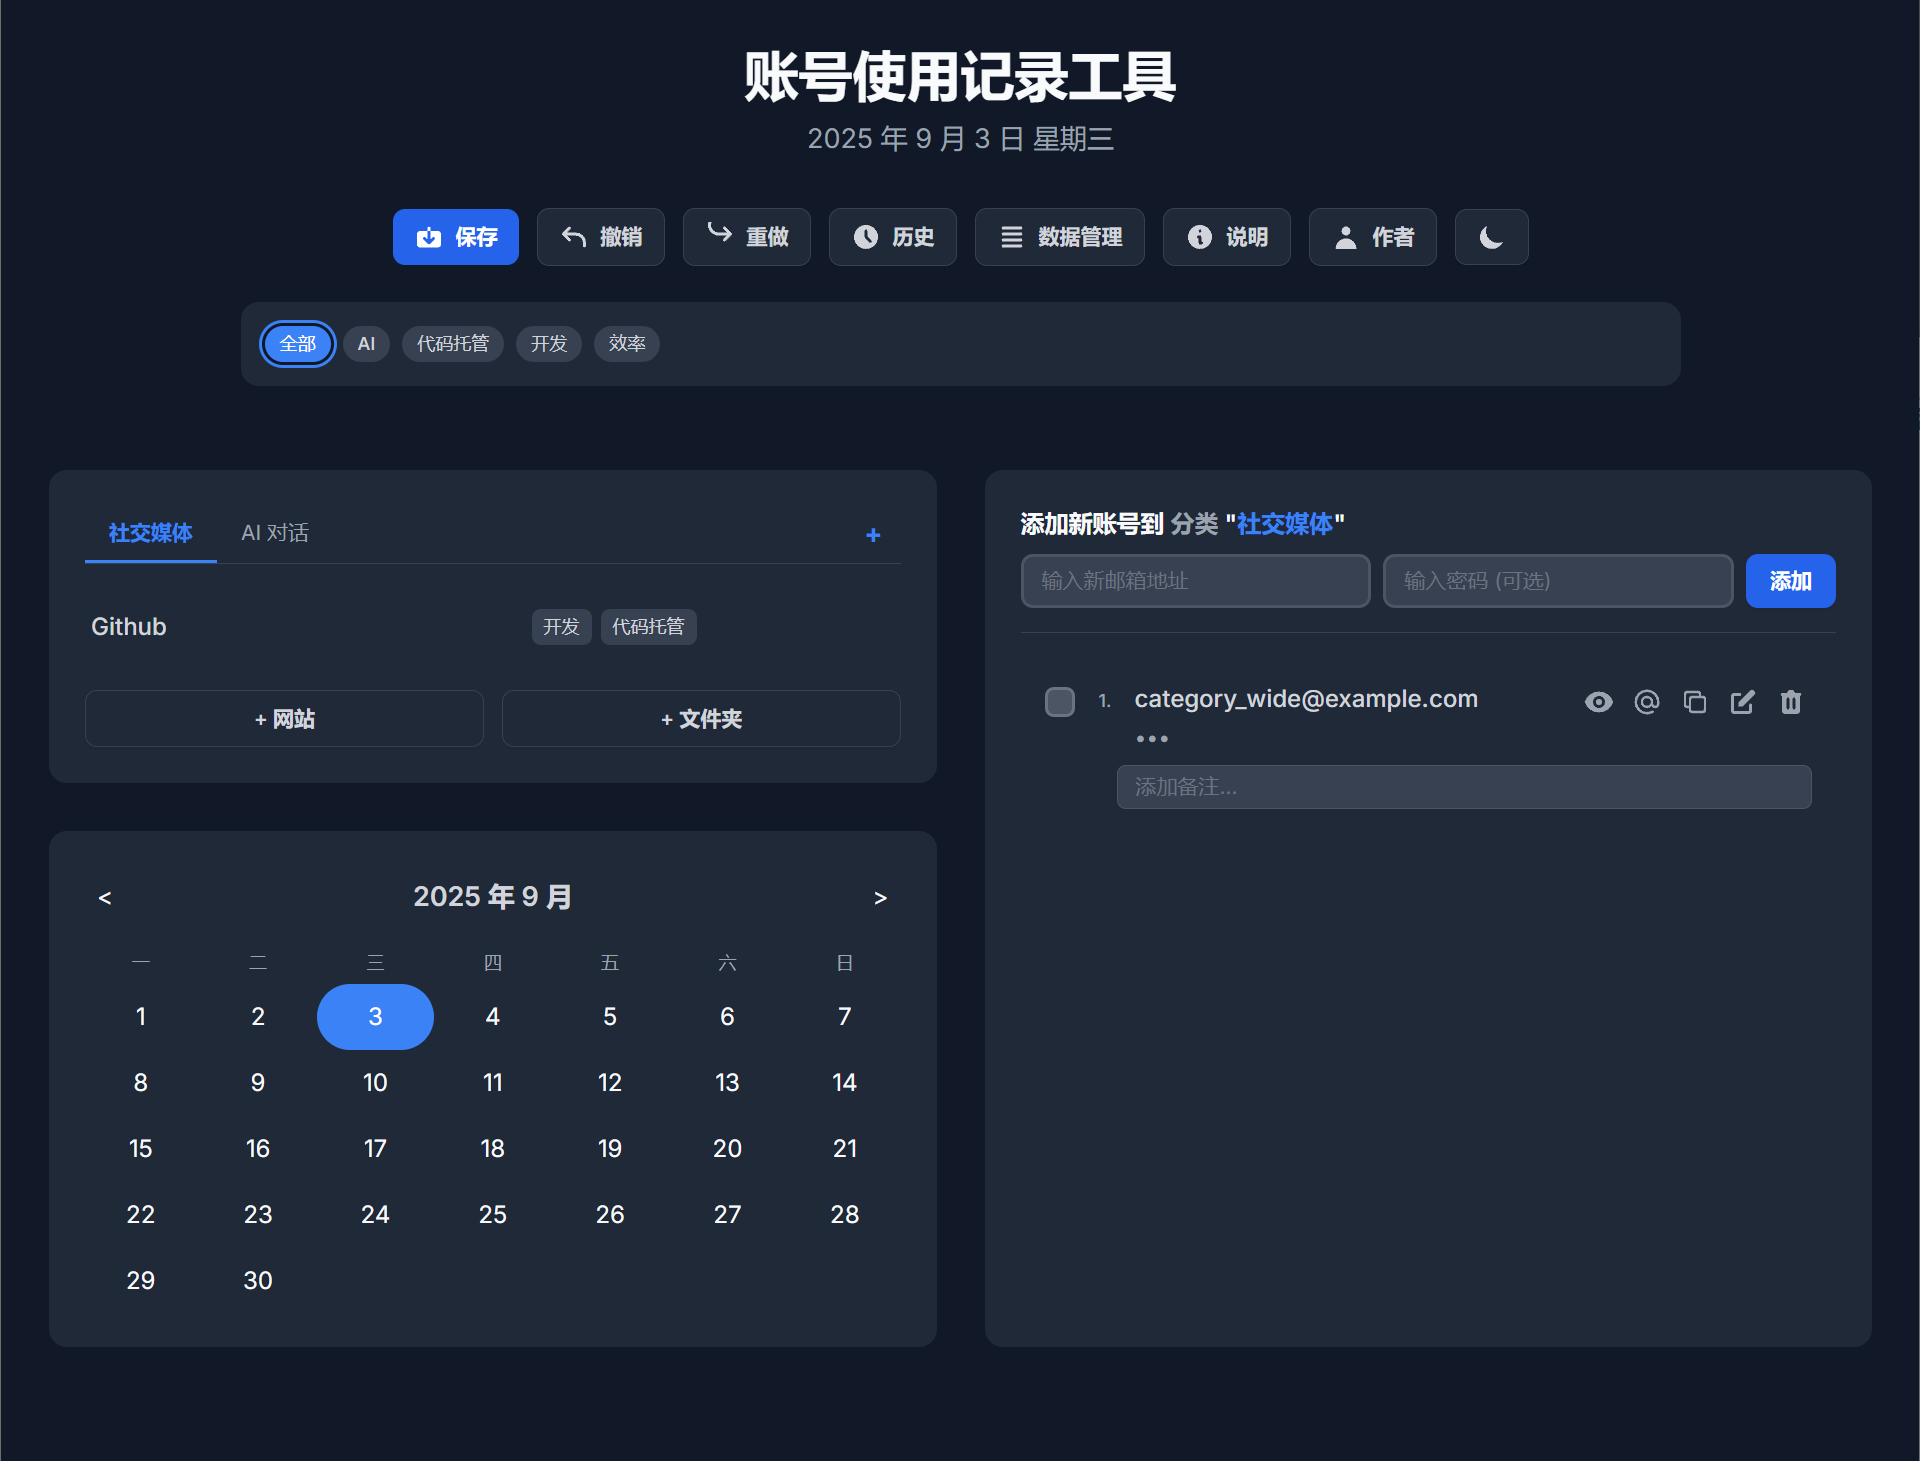 账号使用记录工具
2025 年 9 月 3 日 星期三
保存 撤销 重做 历史 数据管理 说明 作者
全部 AI 代码托管 开发 效率
社交媒体 AI 对话 +
Github 开发 代码托管
+ 网站 + 文件夹
< 2025 年 9 月 >
一 二 三 四 五 六 日
1 2 3 4 5 6 7
8 9 10 11 12 13 14
15 16 17 18 19 20 21
22 23 24 25 26 27 28
29 30
添加新账号到 分类 "社交媒体"
输入新邮箱地址 输入密码 (可选) 添加
1. category_wide@example.com
•••
添加备注...